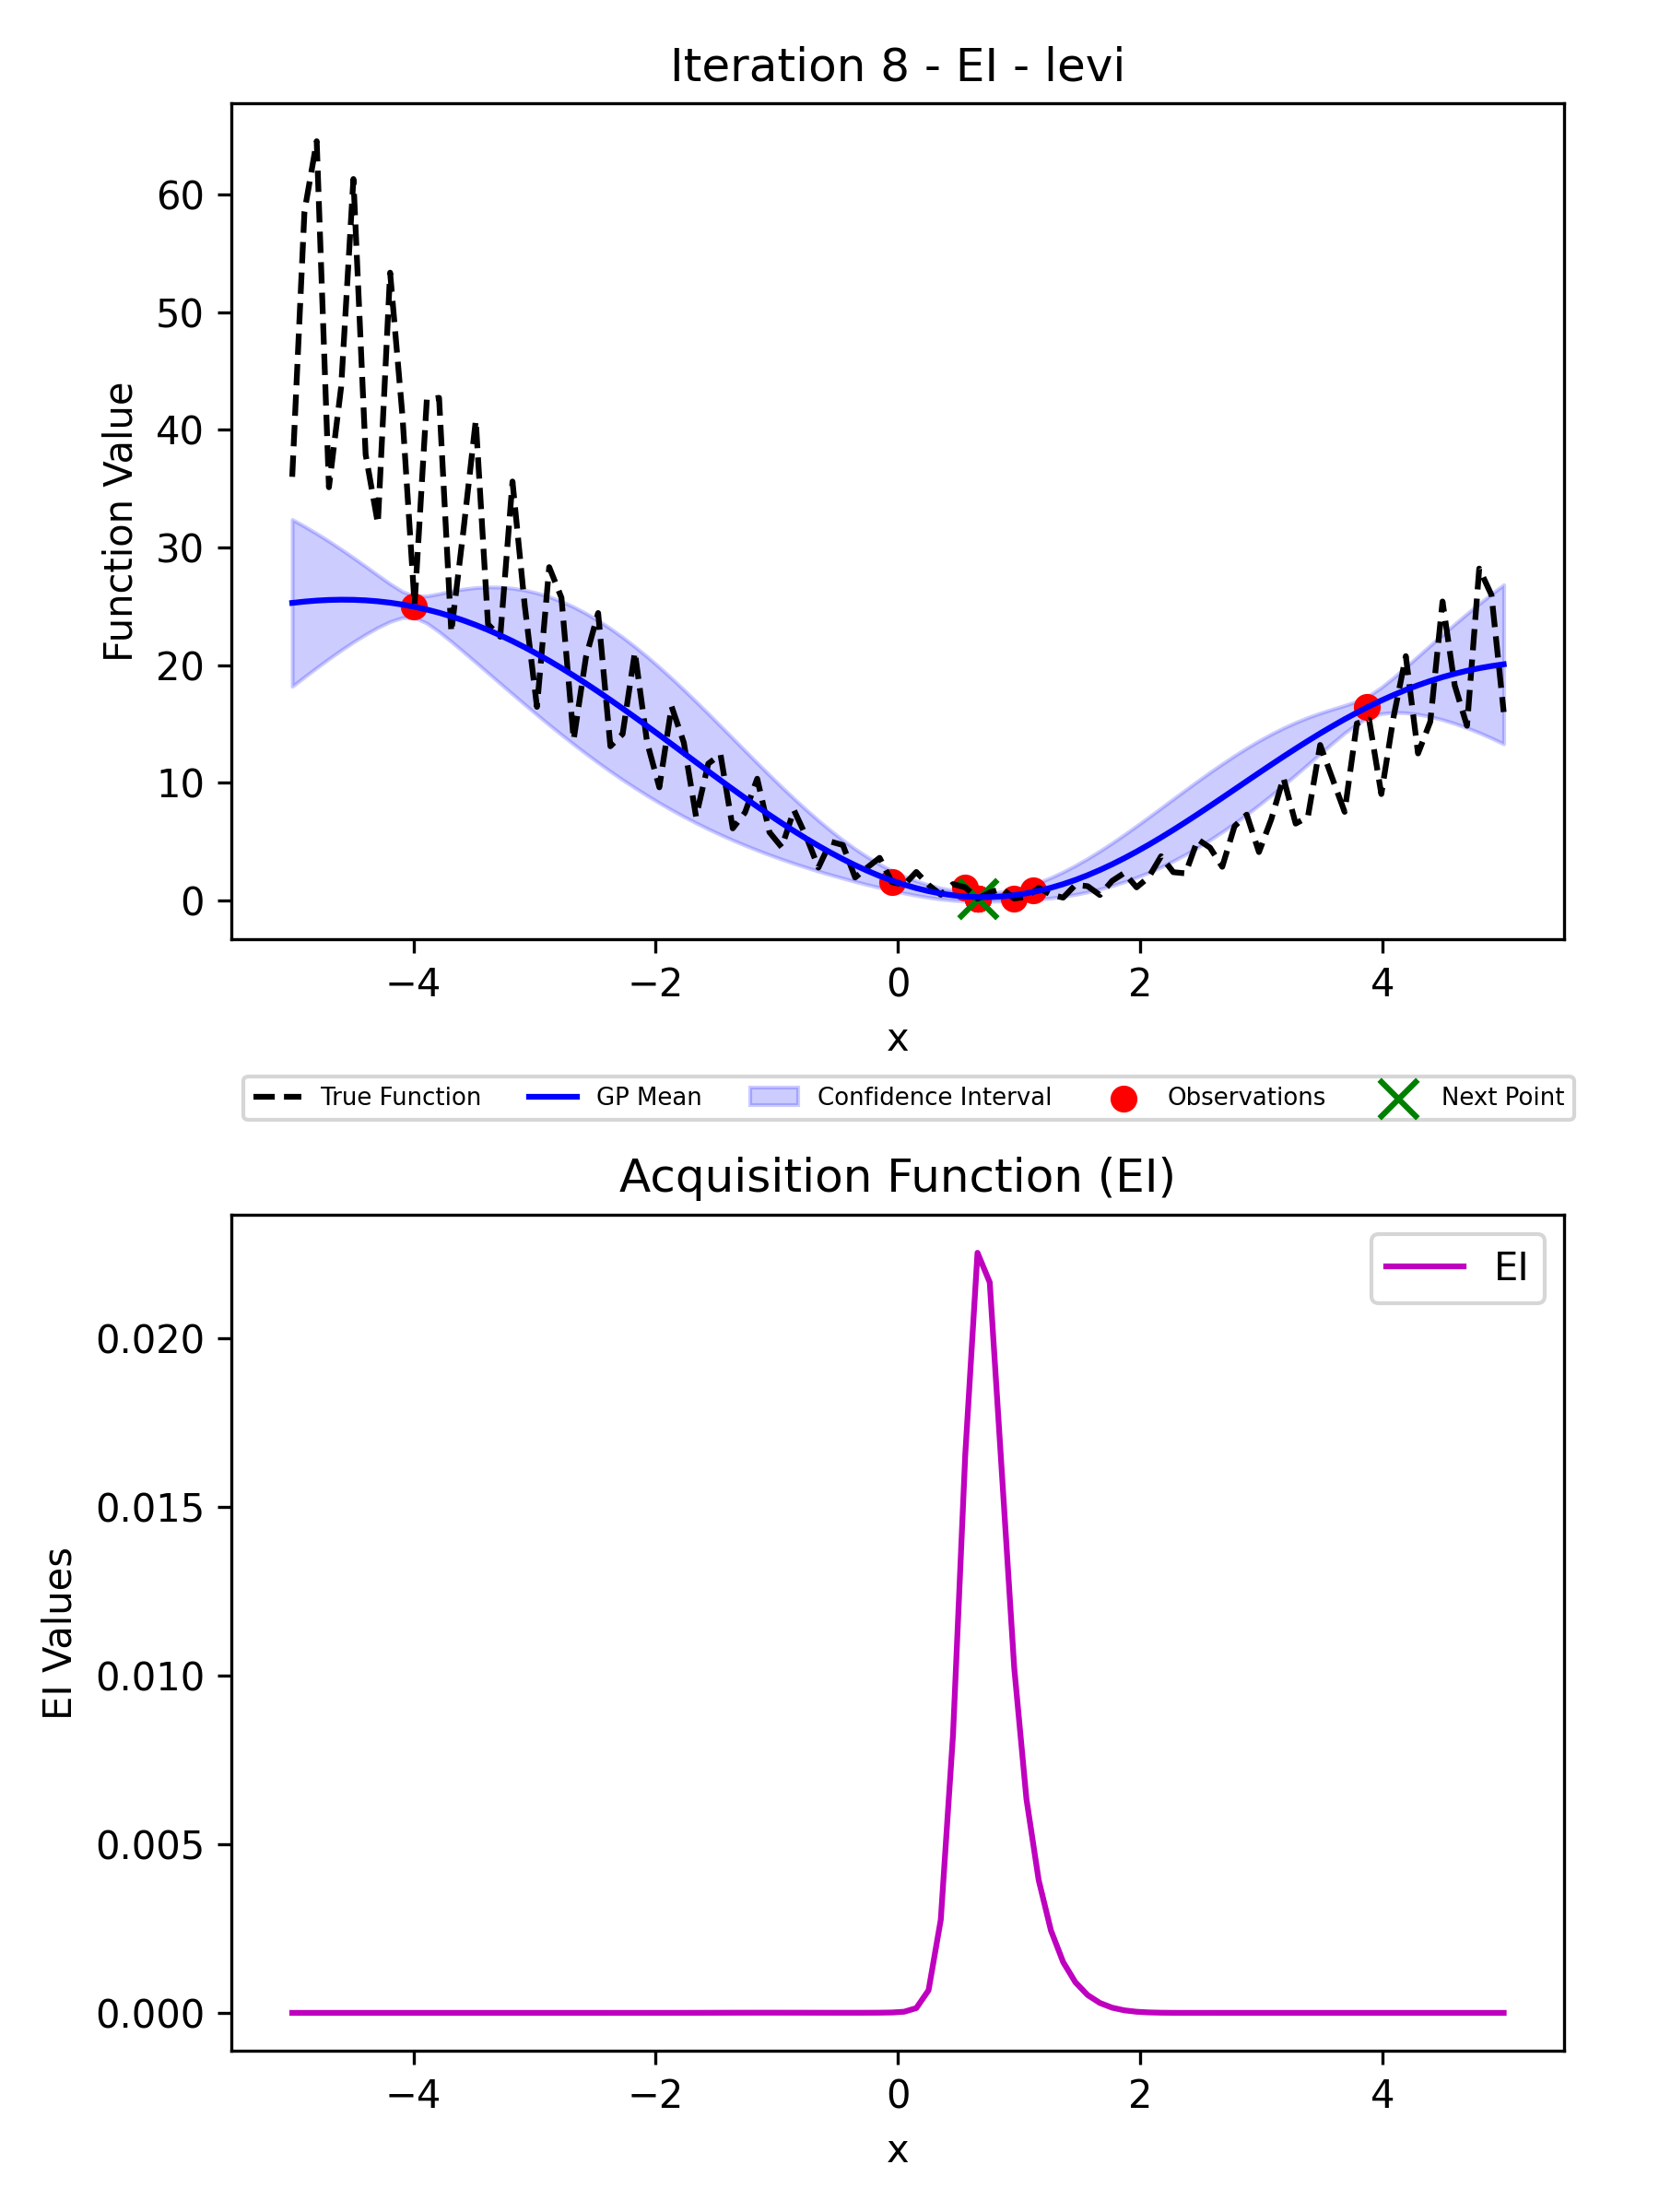 Iteration 8 - EI - levi
Function Value
60
50
40
30
20
10
0
−4 −2 0 2 4
x
True Function GP Mean Confidence Interval Observations Next Point
Acquisition Function (EI)
EI
EI Values
0.020
0.015
0.010
0.005
0.000
−4 −2 0 2 4
x